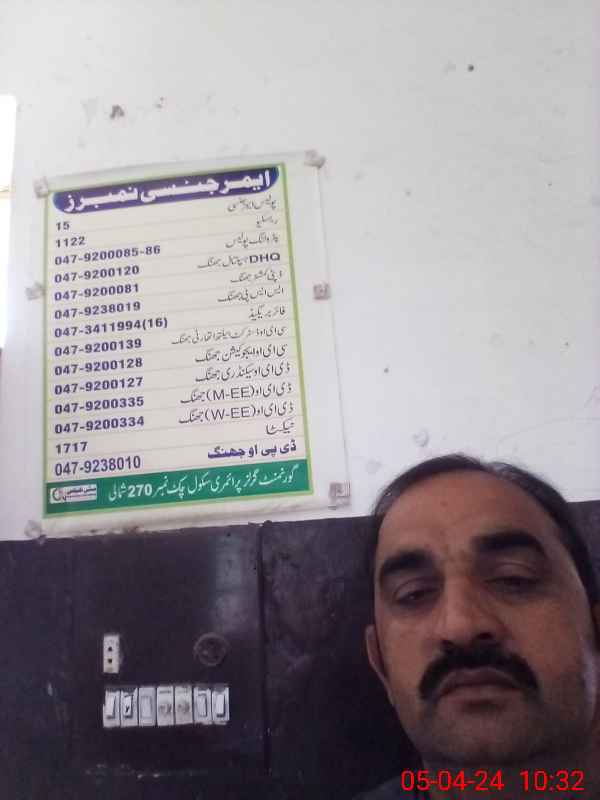 ایمرجنسی نمبرز
پولیس ایمرجنسی 15
ریسکیو 1122
پٹرولنگ پولیس 047-9200085-86
DHQ ہسپتال جھنگ 047-9200120
ڈپٹی کمشنر جھنگ 047-9200081
ایس ایس پی جھنگ 047-9238019
فائر بریگیڈ 047-3411994(16)
سی ای او ڈسٹرکٹ ہیلتھ اتھارٹی جھنگ 047-9200139
سی ای او ایجوکیشن جھنگ 047-9200128
ڈی ای او سیکنڈری جھنگ 047-9200127
ڈی ای او (M-EE) جھنگ 047-9200335
ڈی ای او (W-EE) جھنگ 047-9200334
نیکٹا 1717
ڈی پی او جھنگ 047-9238010
گورنمنٹ گرلز پرائمری سکول چک نمبر 270 شمالی
05-04-24 10:32